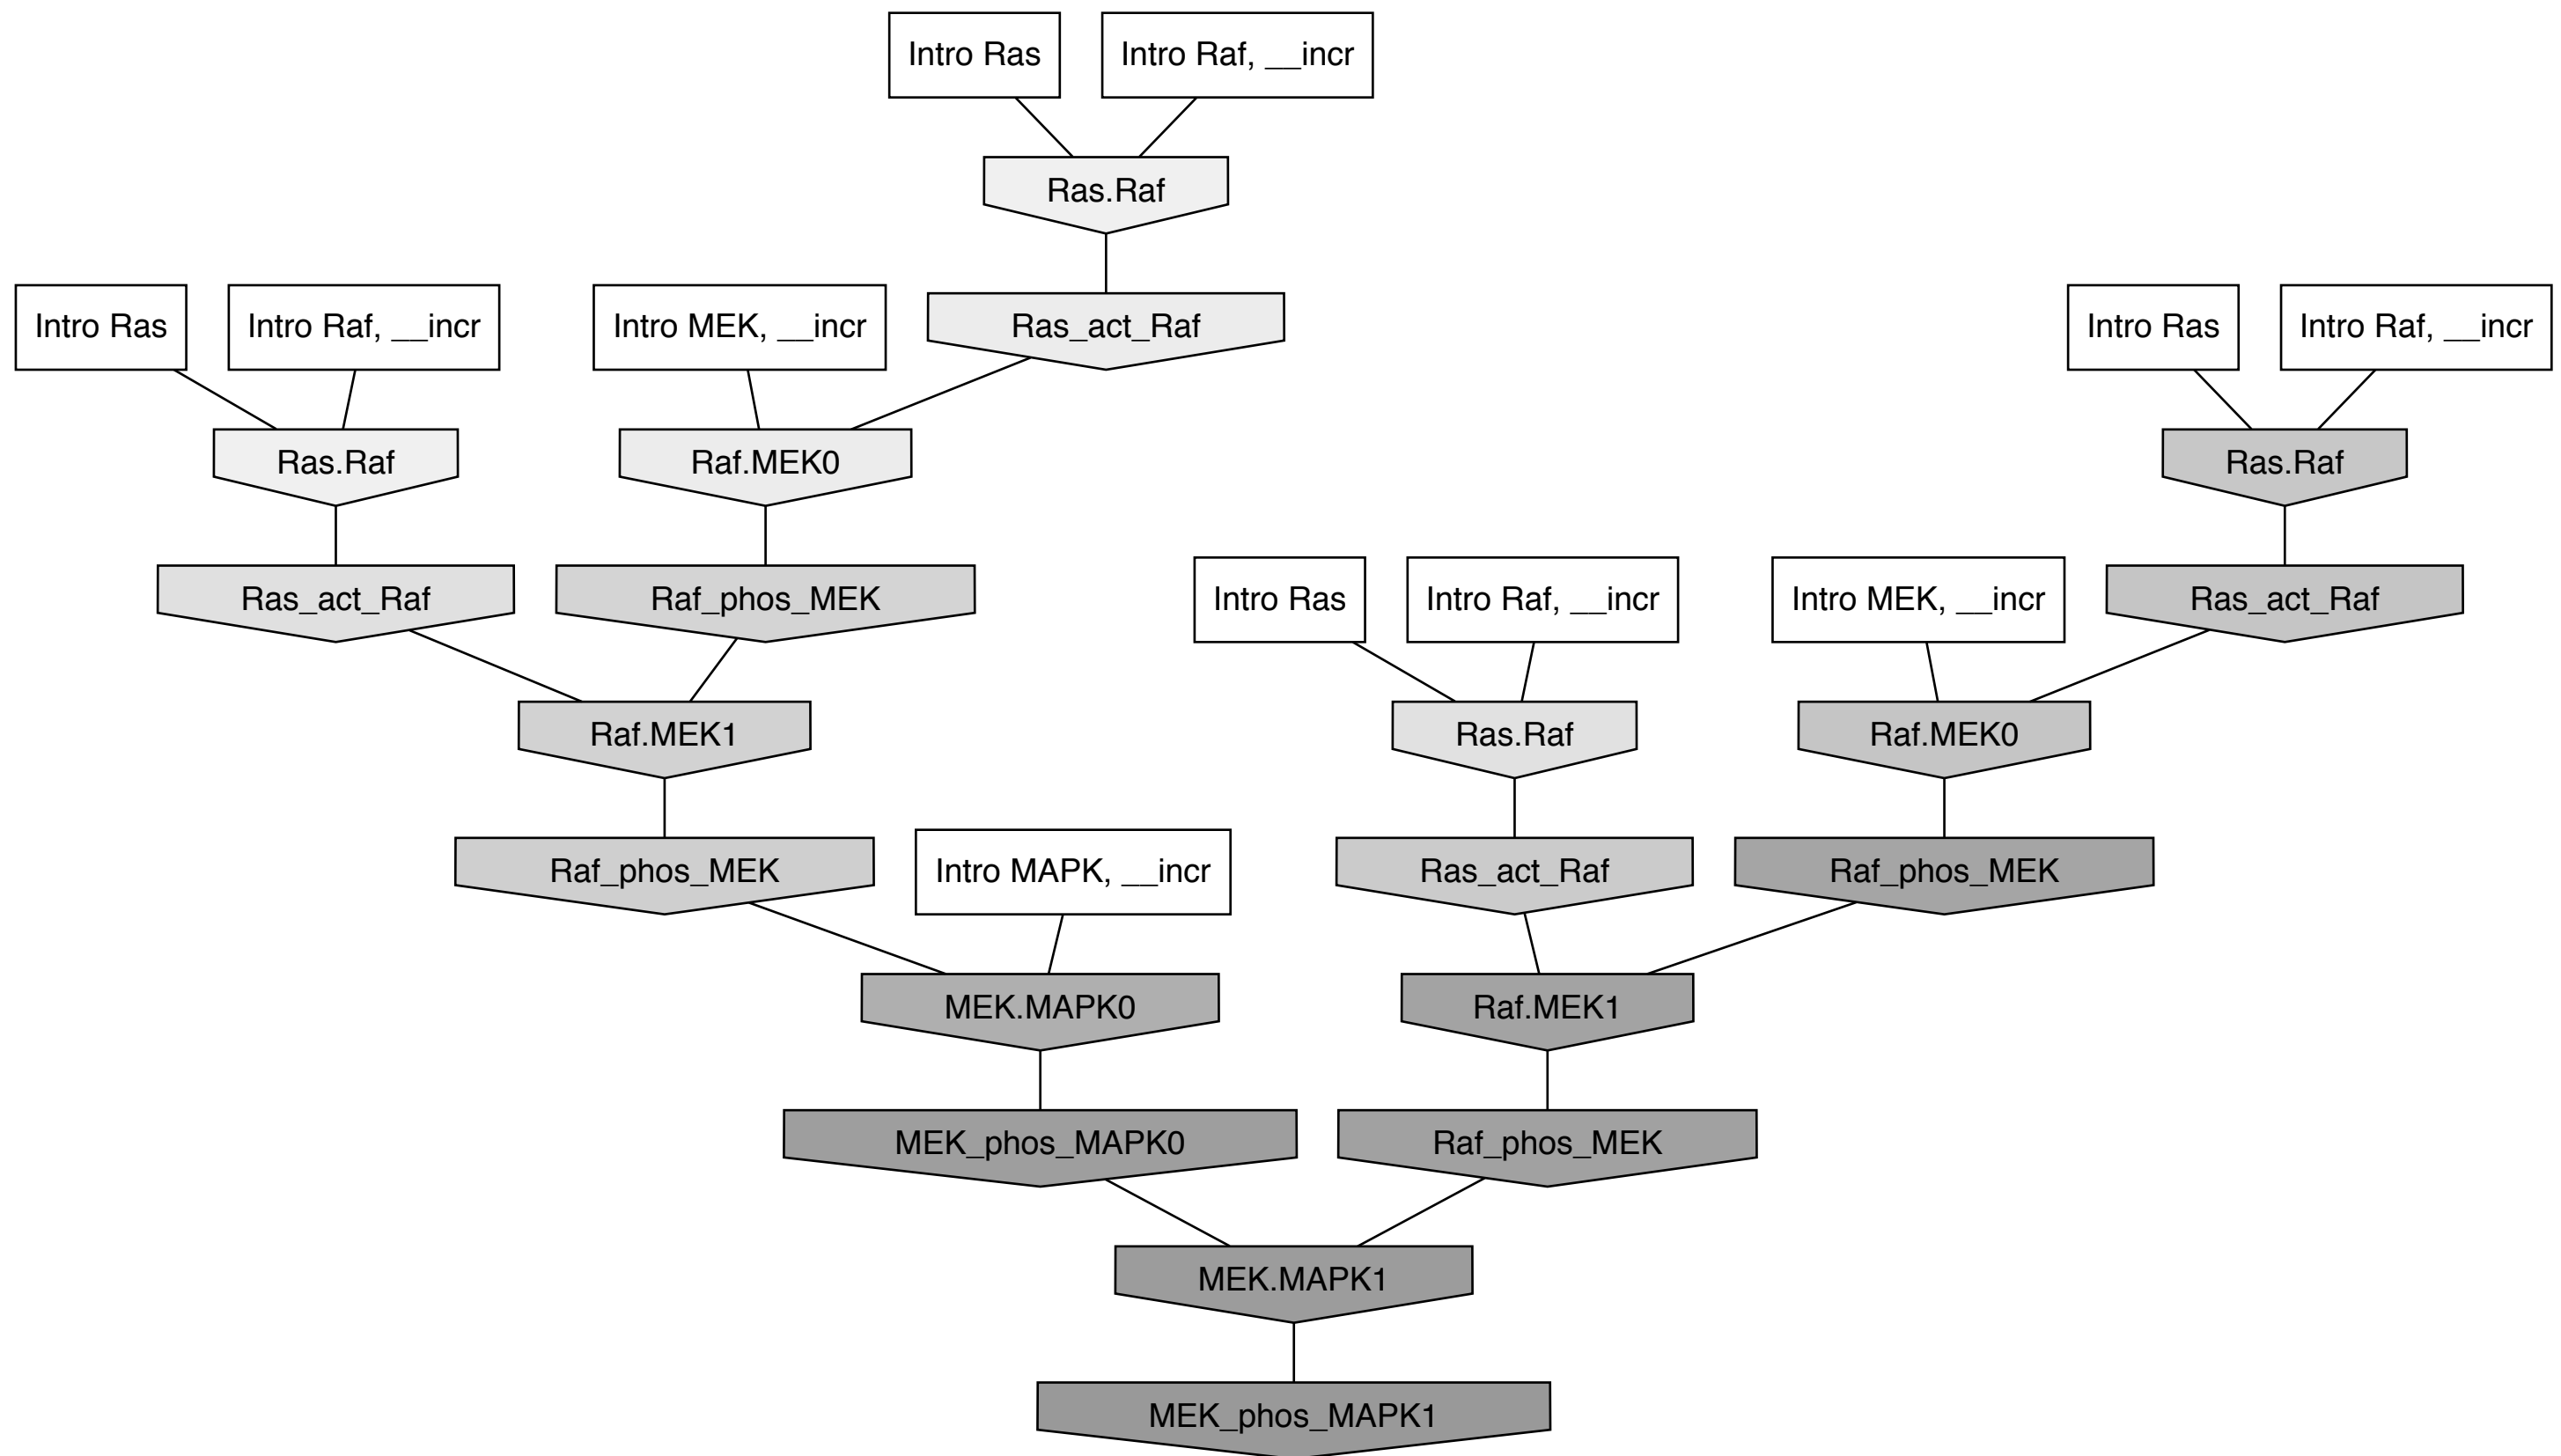 Intro Ras
Intro Raf, __incr
Ras.Raf
Intro Ras
Intro Raf, __incr
Intro MEK, __incr
Ras_act_Raf
Intro Ras
Intro Raf, __incr
Ras.Raf
Raf.MEK0
Ras.Raf
Ras_act_Raf
Raf_phos_MEK
Intro Ras
Intro Raf, __incr
Intro MEK, __incr
Ras_act_Raf
Raf.MEK1
Ras.Raf
Raf.MEK0
Raf_phos_MEK
Intro MAPK, __incr
Ras_act_Raf
Raf_phos_MEK
MEK.MAPK0
Raf.MEK1
MEK_phos_MAPK0
Raf_phos_MEK
MEK.MAPK1
MEK_phos_MAPK1